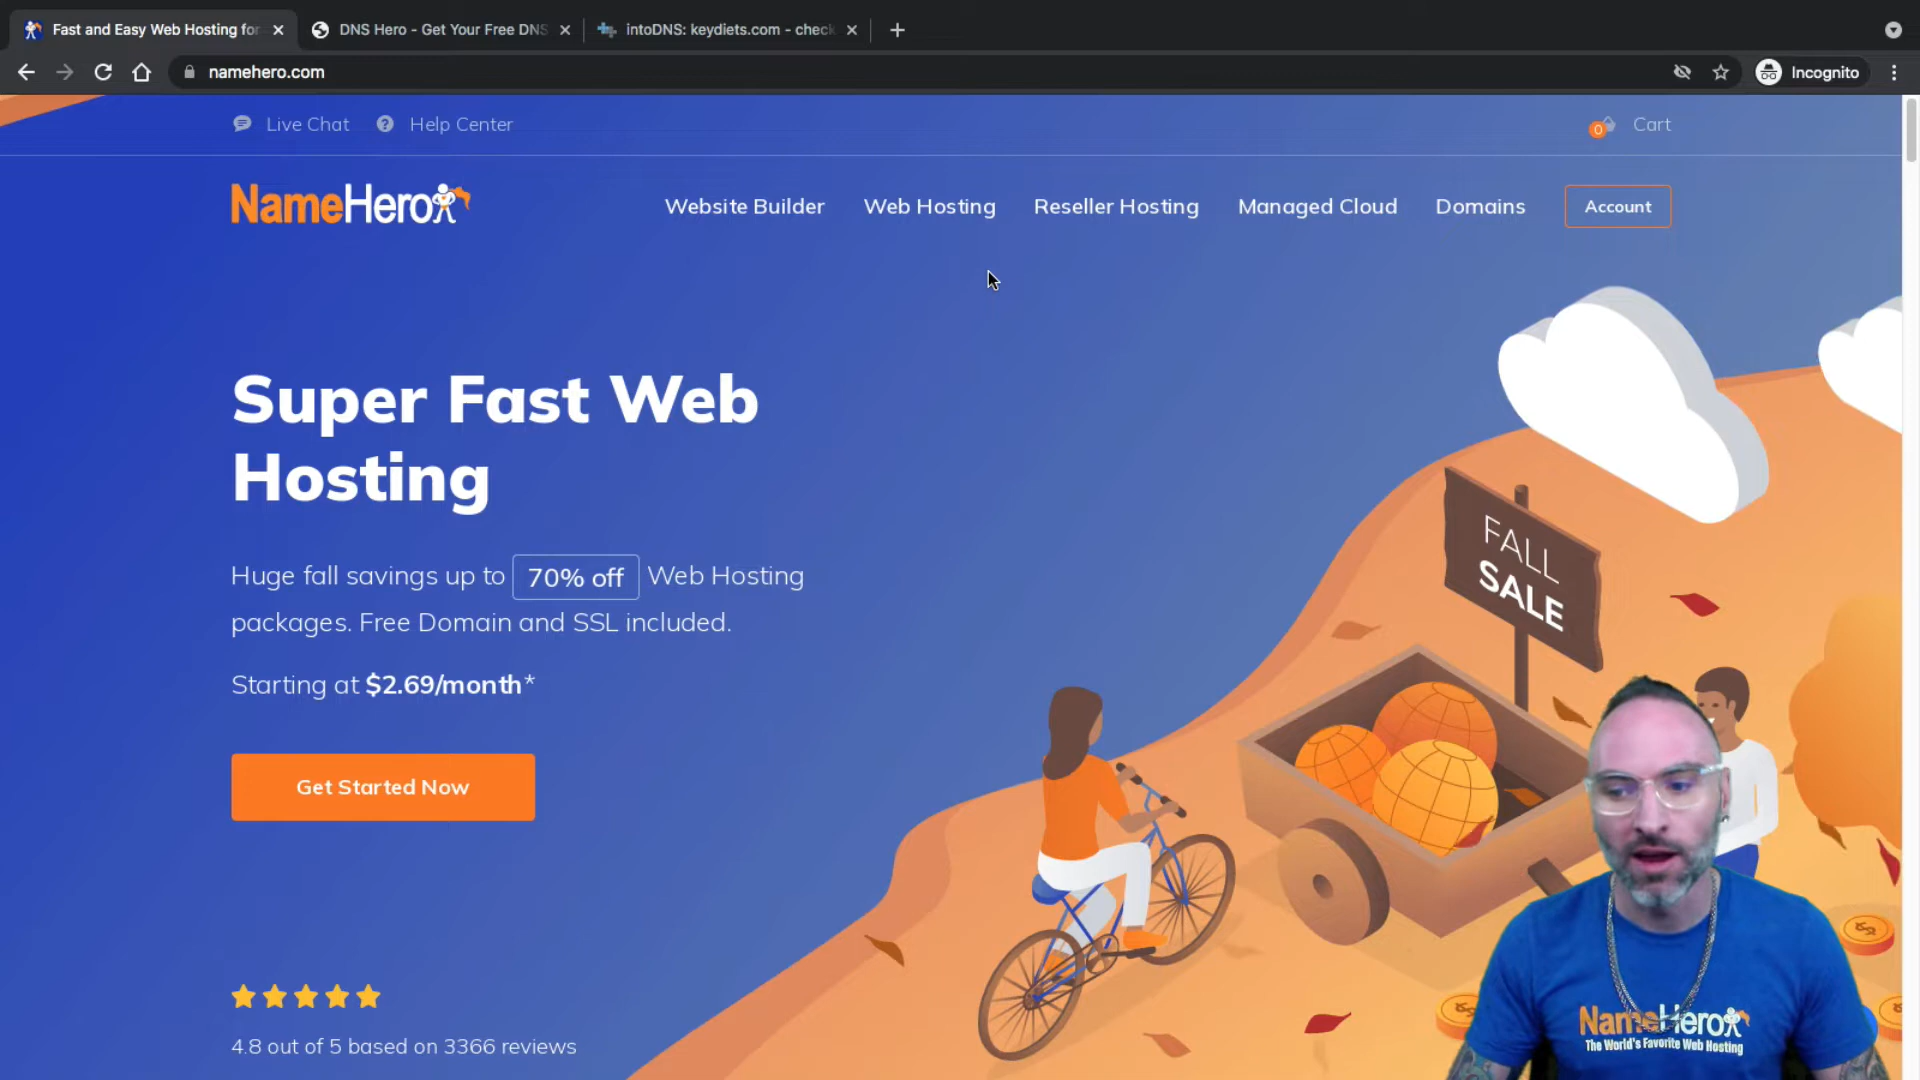 Fast and Easy Web Hosting for
DNS Hero - Get Your Free DNS
intoDNS: keydiets.com - check
namehero.com
Incognito
Live Chat
Help Center
0
Cart
NameHero
Website Builder
Web Hosting
Reseller Hosting
Managed Cloud
Domains
Account
Super Fast Web
Hosting
Huge fall savings up to 70% off Web Hosting
packages. Free Domain and SSL included.
Starting at $2.69/month*
Get Started Now
4.8 out of 5 based on 3366 reviews
FALL
SALE
NameHero
The World's Favorite Web Hosting